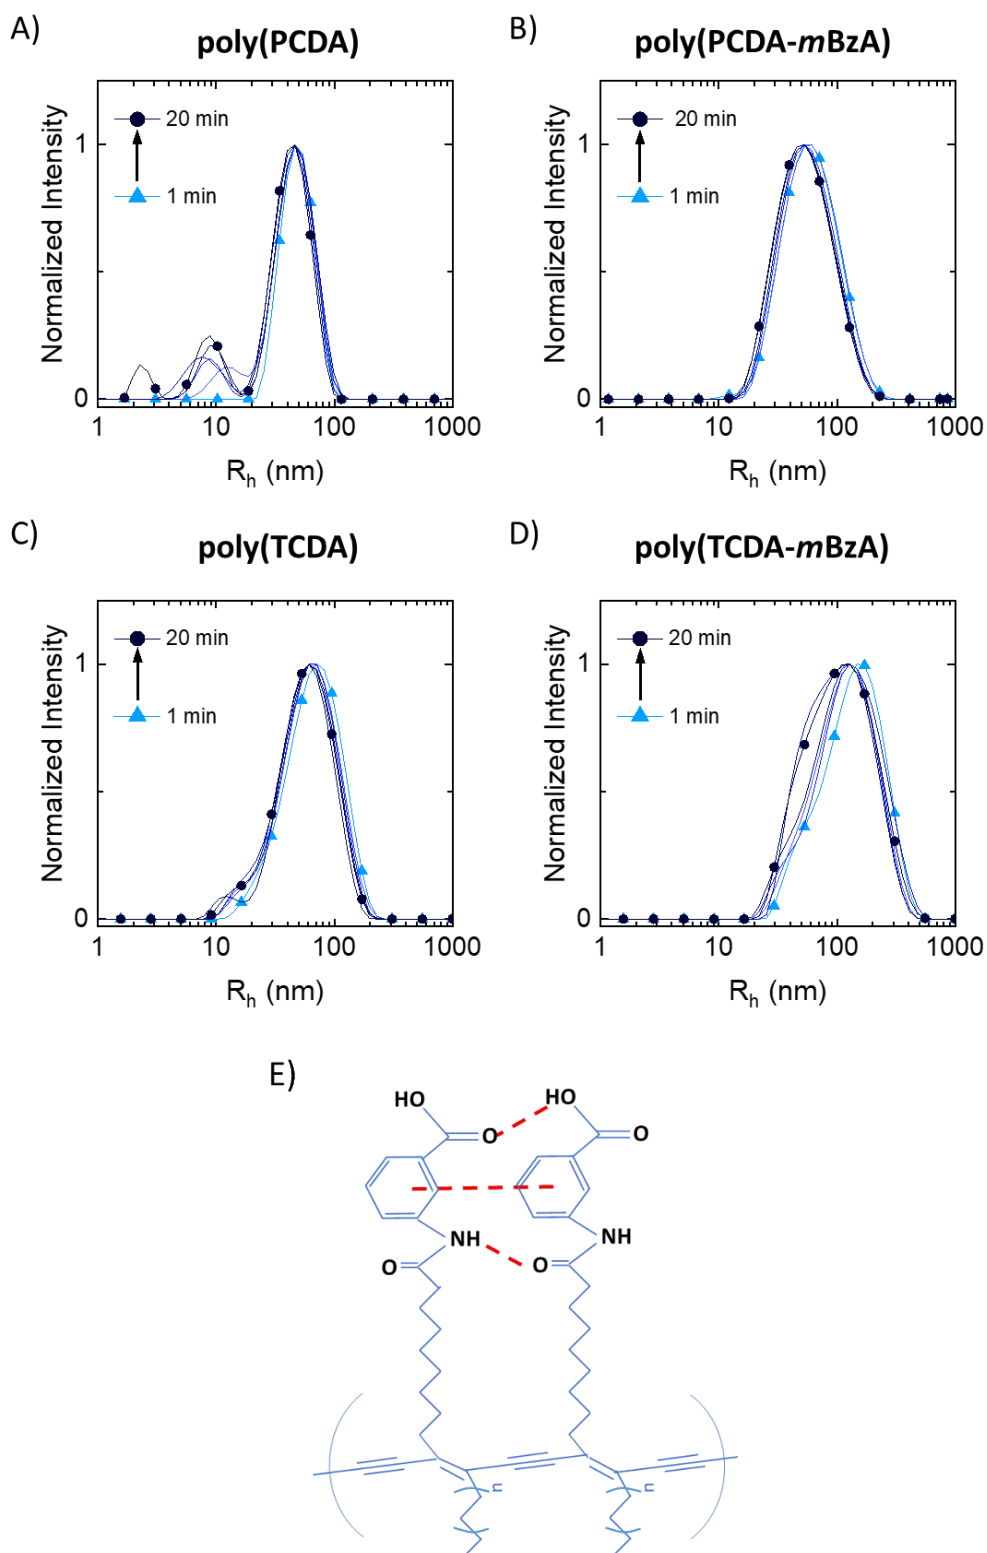 A)
poly(PCDA)
Normalized Intensity
1
0
20 min
1 min
1 10 100 1000
Rₕ (nm)
B)
poly(PCDA-mBzA)
Normalized Intensity
1
0
20 min
1 min
1 10 100 1000
Rₕ (nm)
C)
poly(TCDA)
Normalized Intensity
1
0
20 min
1 min
1 10 100 1000
Rₕ (nm)
D)
poly(TCDA-mBzA)
Normalized Intensity
1
0
20 min
1 min
1 10 100 1000
Rₕ (nm)
E)
HO HO
O O
NH NH
O O
n n